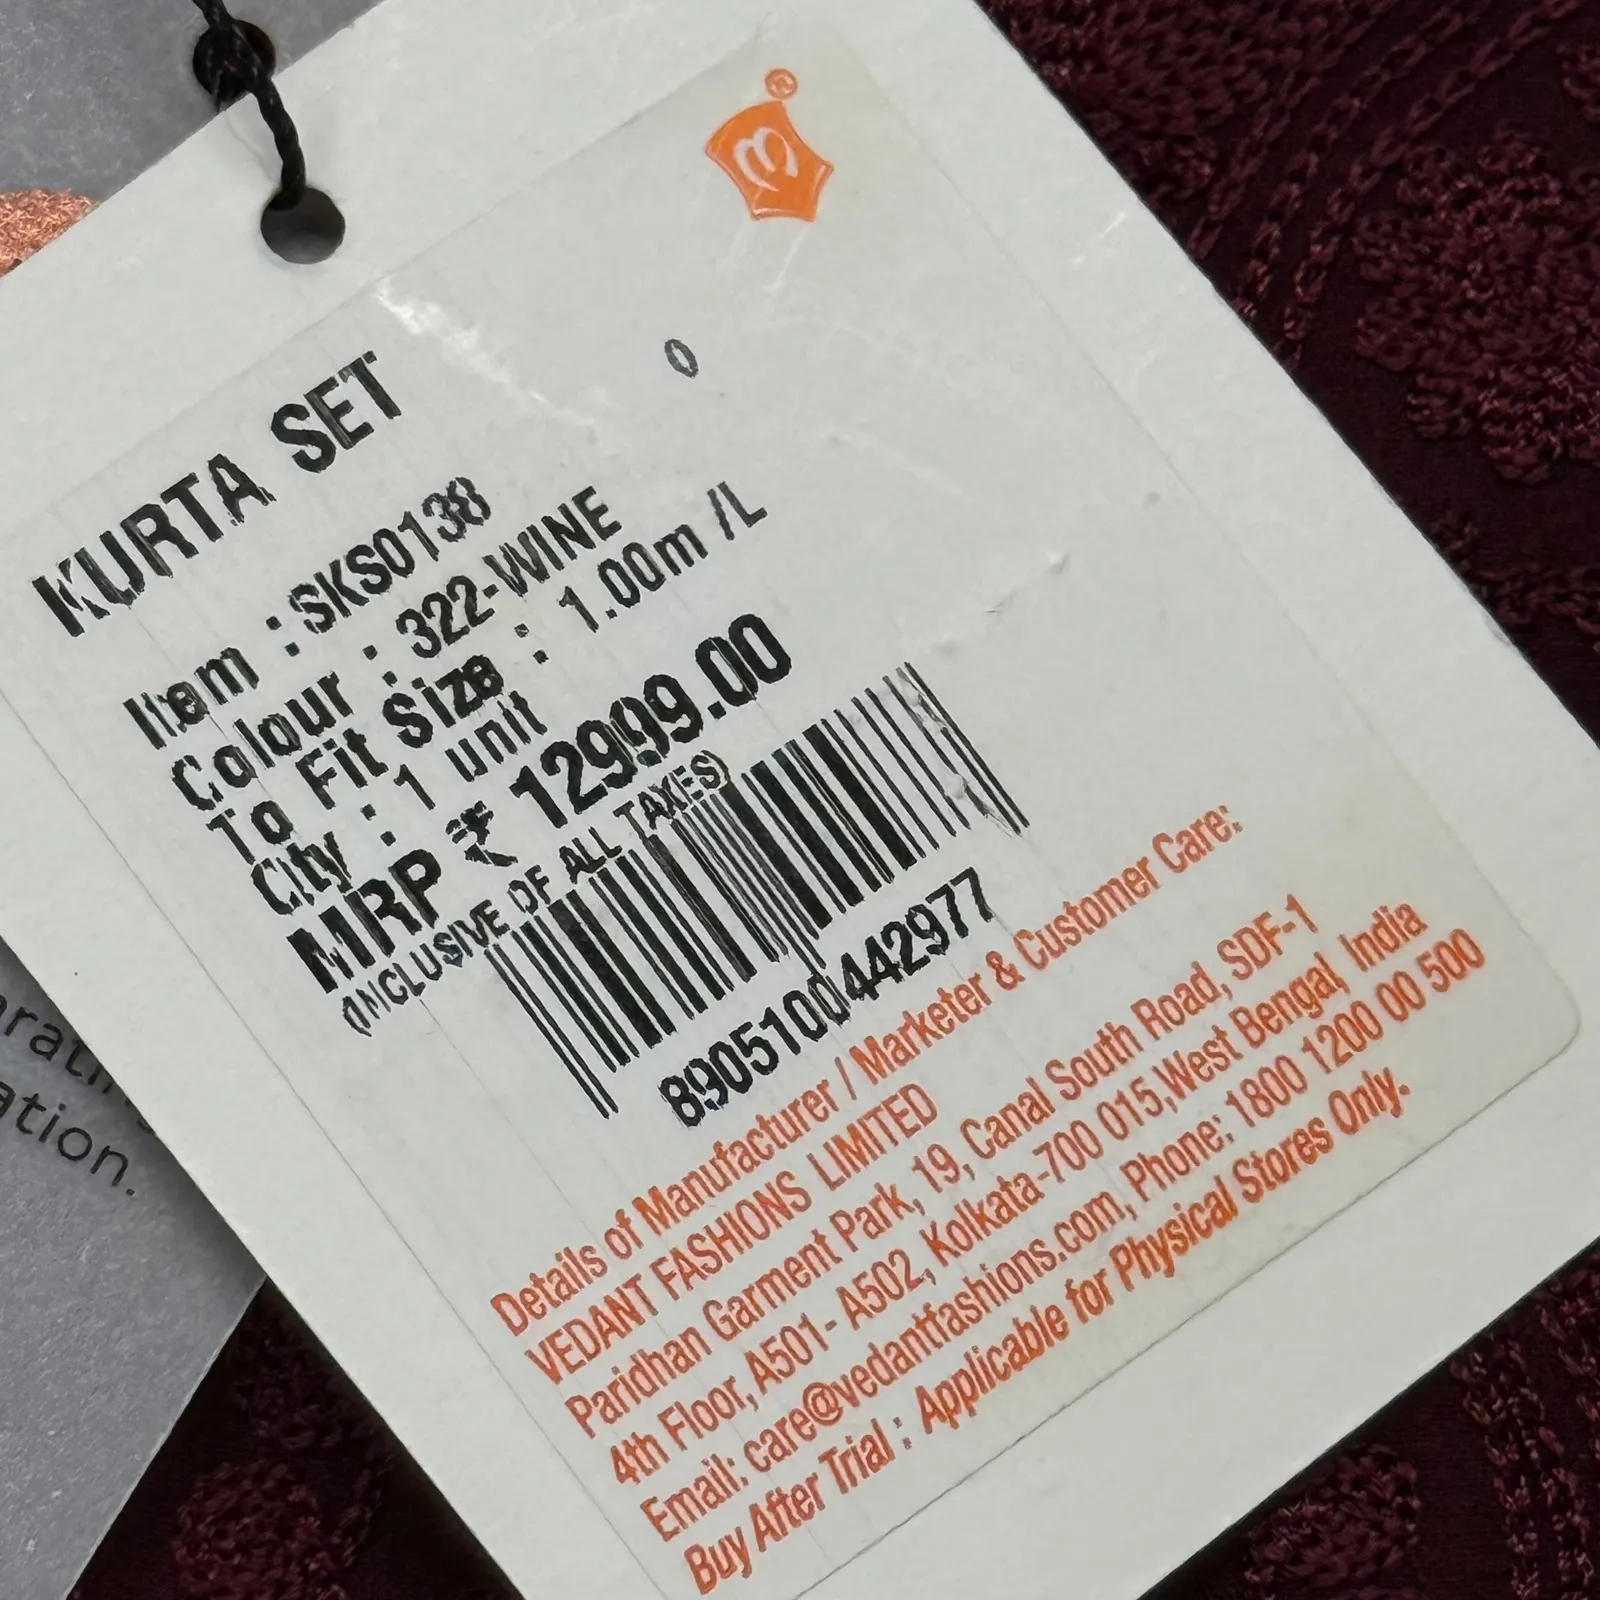 ®
m
0
KURTA SET
Item : SKS0138
Colour : 322-WINE
To Fit Size : 1.00m /L
City : 1 unit
MRP ₹ 12999.00
(INCLUSIVE OF ALL TAXES)
8905100442977
Details of Manufacturer / Marketer & Customer Care:
VEDANT FASHIONS LIMITED
Paridhan Garment Park, 19, Canal South Road, SDF-1
4th Floor, A501- A502, Kolkata-700 015,West Bengal, India
Email: care@vedantfashions.com, Phone: 1800 1200 00 500
Buy After Trial : Applicable for Physical Stores Only.
ation.